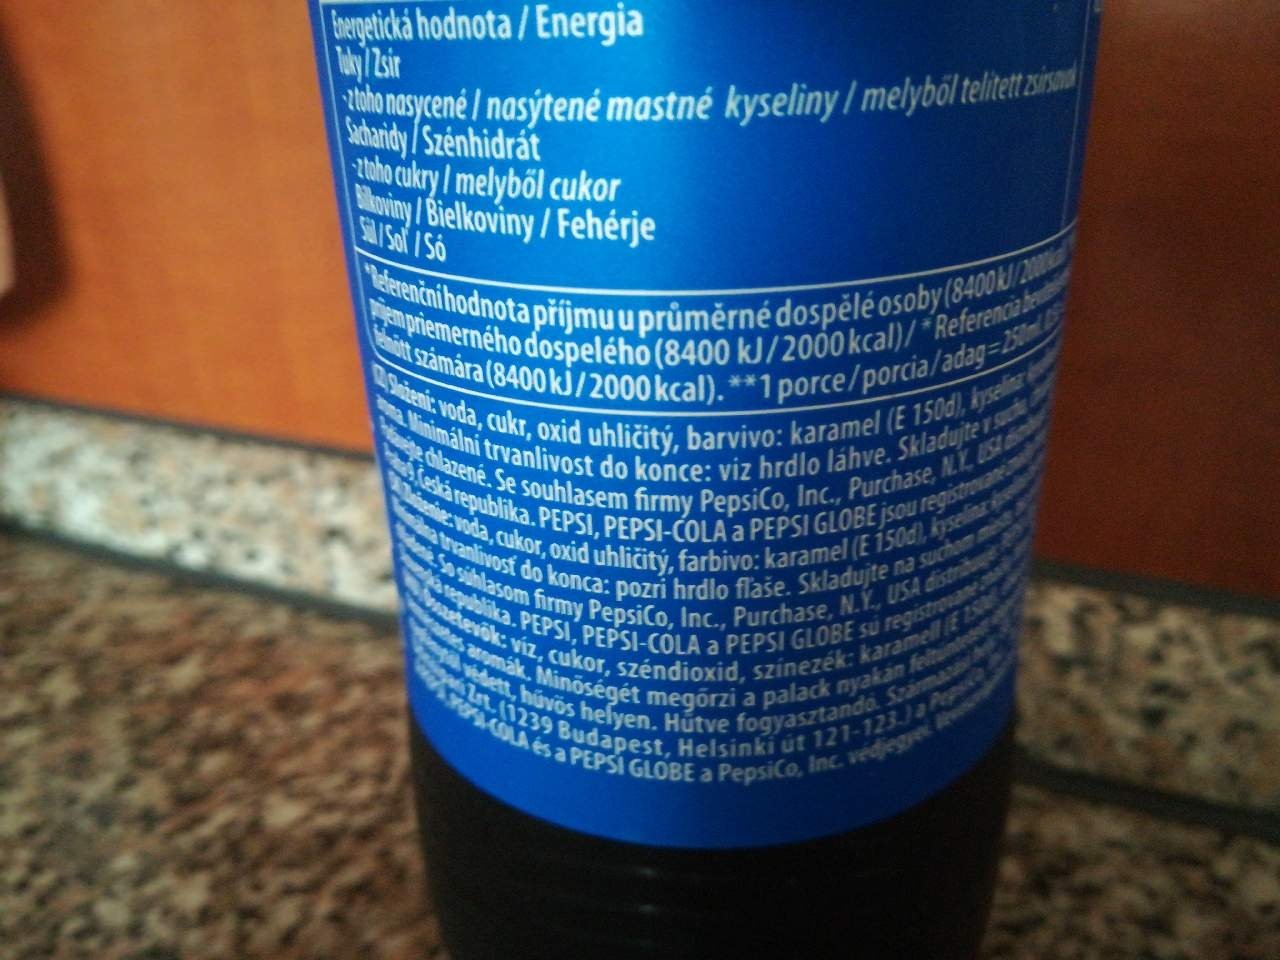 Energetická hodnota / Energia
Tuky / Zsír
- z toho nasycené / nasýtené mastné kyseliny / melyből telített zsírsavak
Sacharidy / Szénhidrát
- z toho cukry / melyből cukor
Bílkoviny / Bielkoviny / Fehérje
Sůl / Soľ / Só
*Referenční hodnota příjmu u průměrné dospělé osoby (8400 kJ / 2000 kcal)
príjem priemerného dospelého (8400 kJ / 2000 kcal) / *Referencia
felnőtt számára (8400 kJ / 2000 kcal). **1 porce / porcia / adag = 250ml.
Složení: voda, cukr, oxid uhličitý, barvivo: karamel (E 150d), kyselina:
aroma. Minimální trvanlivost do konce: viz hrdlo láhve. Skladujte v suchu,
chlazené. Se souhlasem firmy PepsiCo, Inc., Purchase, N.Y., USA
9, Česká republika. PEPSI, PEPSI-COLA a PEPSI GLOBE jsou registrované
Zloženie: voda, cukor, oxid uhličitý, farbivo: karamel (E 150d), kyselina:
trvanlivosť do konca: pozri hrdlo fľaše. Skladujte na suchom mieste,
So súhlasom firmy PepsiCo, Inc., Purchase, N.Y., USA
republika. PEPSI, PEPSI-COLA a PEPSI GLOBE sú registrované
Összetevők: víz, cukor, széndioxid, színezék: karamell (E 150d),
aromák. Minőségét megőrzi a palack nyakán feltüntetett
védett, hűvös helyen. Hűtve fogyasztandó.
Zrt. (1239 Budapest, Helsinki út 121-123.) a
PEPSI-COLA és a PEPSI GLOBE a PepsiCo, Inc. védjegyei.